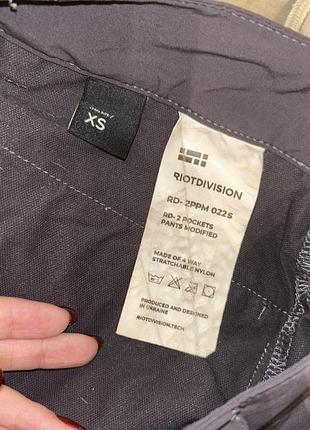 XS
RIOTDIVISION
RD- 2PPM 022S
RD- 2 POCKETS
PANTS MODIFIED
MADE OF 4 WAY
STRATCHABLE NYLON
PRODUCED AND DESIGNED
IN UKRAINE
RIOTDIVISION.TECH